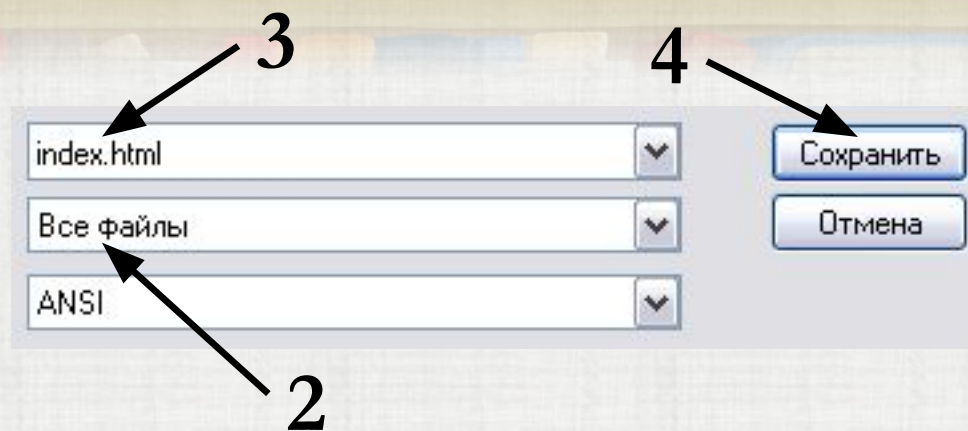 3
4
index.html
Сохранить
Все файлы
Отмена
ANSI
2